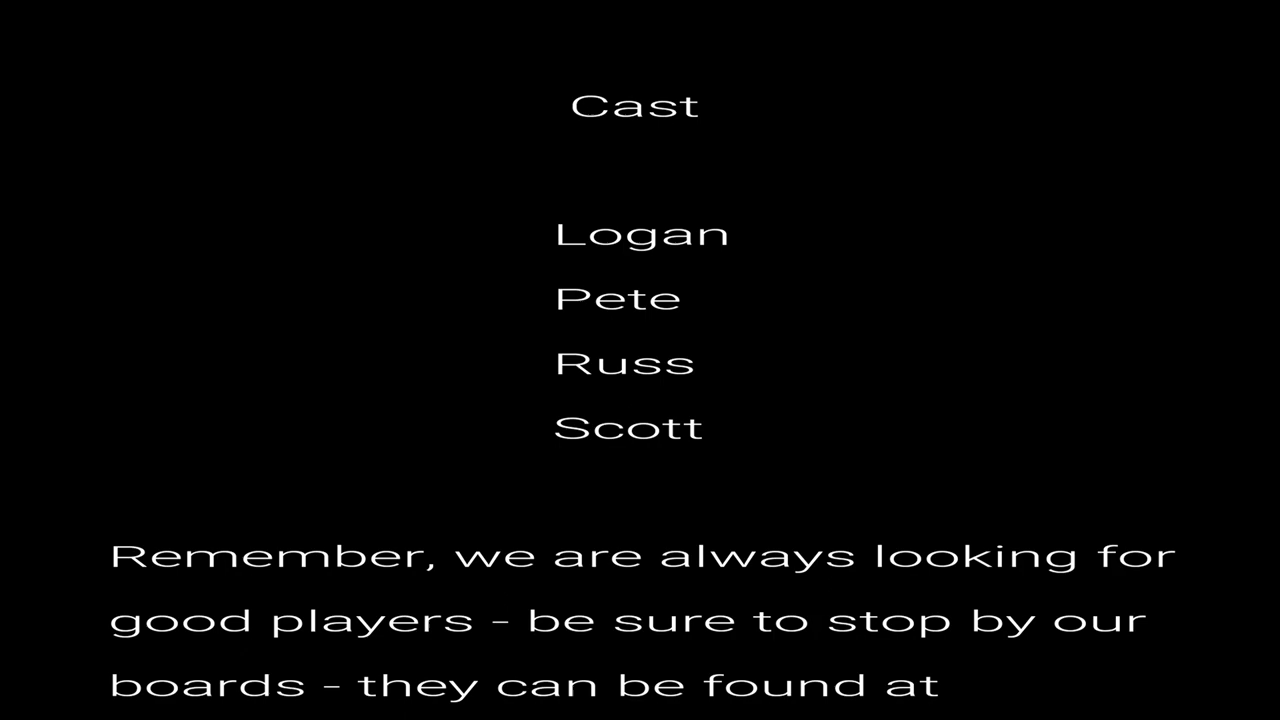 Cast
Logan
Pete
Russ
Scott
Remember, we are always looking for
good players - be sure to stop by our
boards - they can be found at